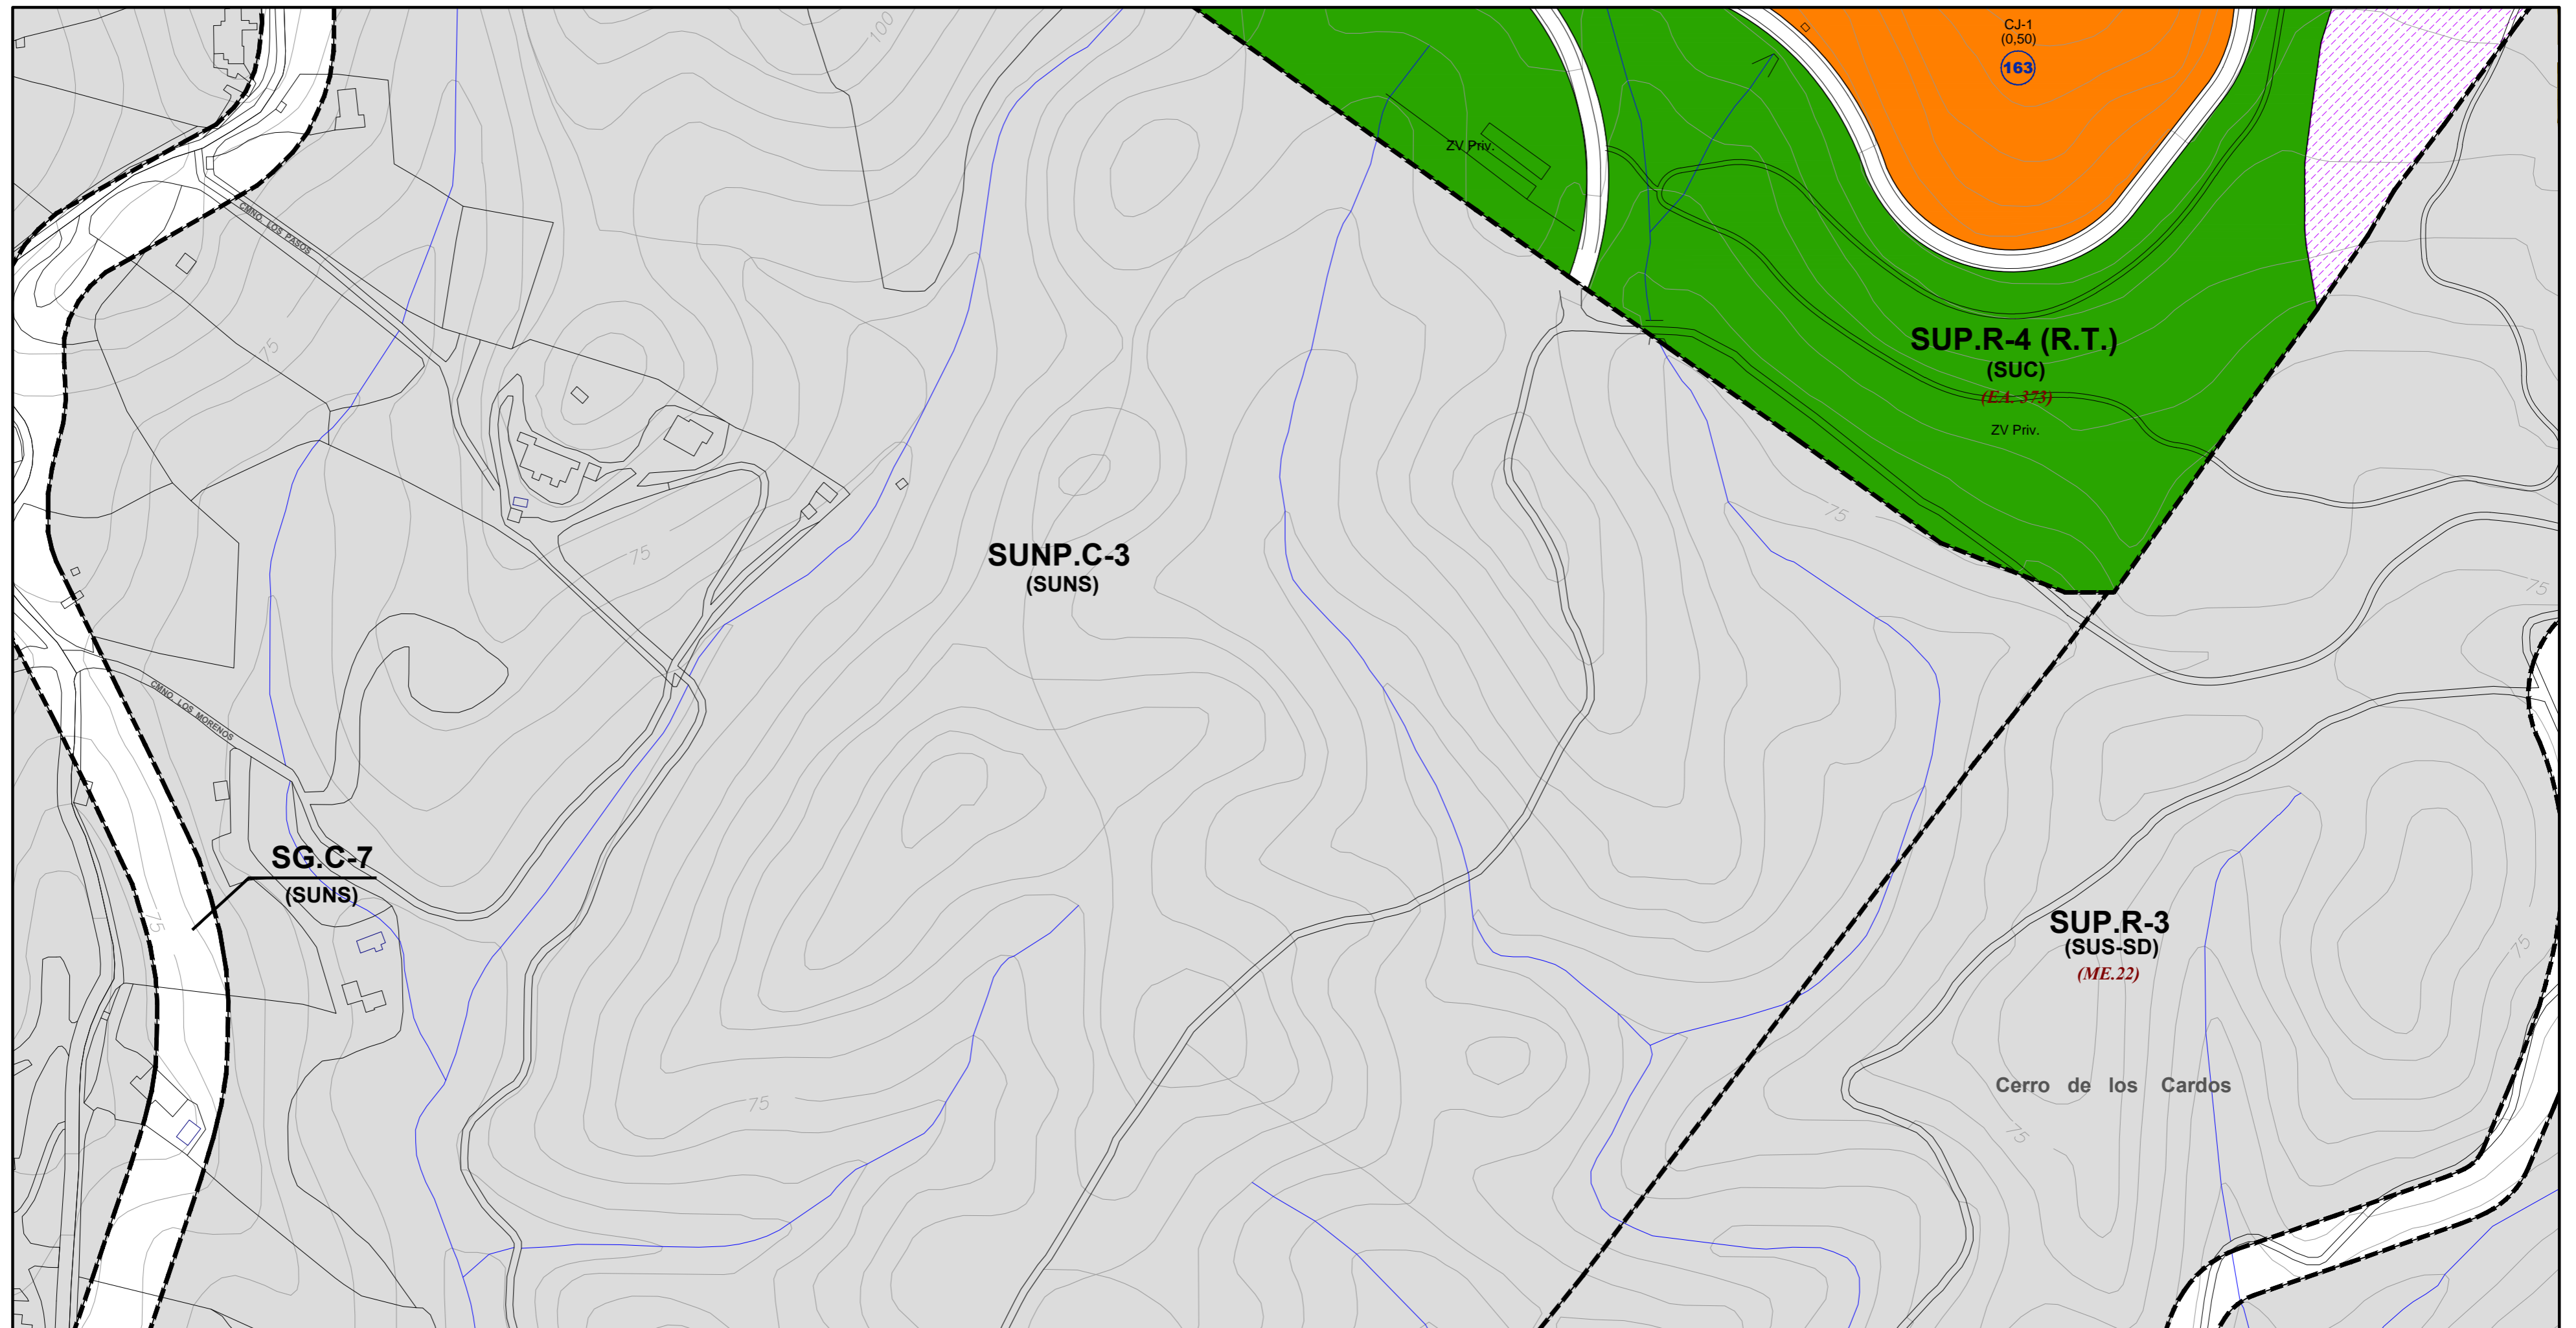 100
CJ-1
(0,50)
163
ZV Priv.
CMNO. LOS PASOS
75
SUP.R-4 (R.T.)
(SUC)
(EA. 373)
ZV Priv.
75
75
SUNP.C-3
(SUNS)
75
CMNO. LOS MORENOS
SG.C-7
(SUNS)
75
SUP.R-3
(SUS-SD)
(ME.22)
75
Cerro de los Cardos
75
75